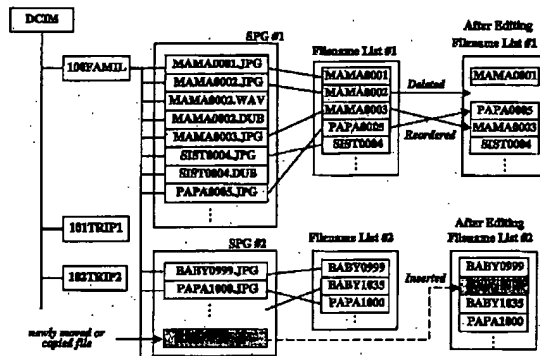 DCIM
100FAMIL
101TRIP1
102TRIP2
newly moved or
copied file
SPG #1
MAMA0001.JPG
MAMA0002.JPG
MAMA0002.WAV
MAMA0002.DUB
MAMA0003.JPG
SIST0004.JPG
SIST0004.DUB
PAPA0005.JPG
Filename List #1
MAMA0001
MAMA0002
MAMA0003
PAPA0005
SIST0004
Deleted
Reordered
After Editing
Filename List #1
MAMA0001
PAPA0005
MAMA0003
SIST0004
SPG #2
BABY0999.JPG
PAPA1000.JPG
Filename List #2
BABY0999
BABY1035
PAPA1000
Inserted
After Editing
Filename List #2
BABY0999
BABY1035
PAPA1000